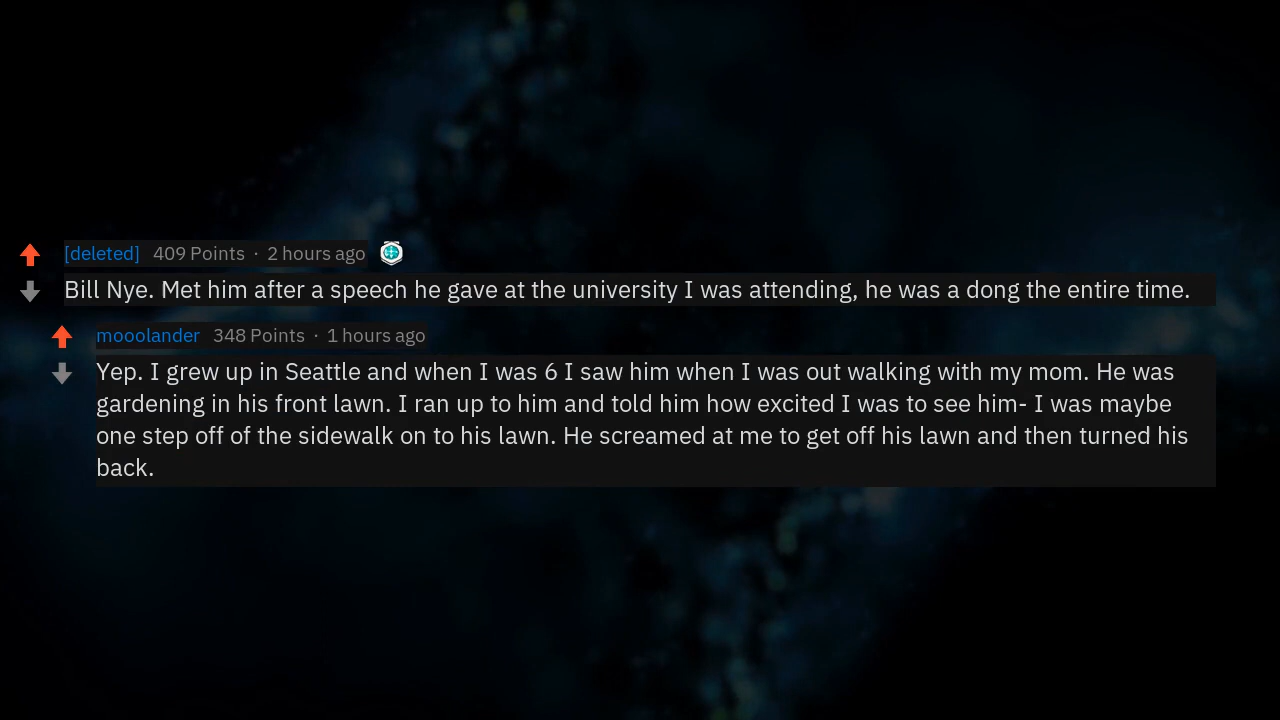 [deleted] 409 Points · 2 hours ago
Bill Nye. Met him after a speech he gave at the university I was attending, he was a dong the entire time.
mooolander 348 Points · 1 hours ago
Yep. I grew up in Seattle and when I was 6 I saw him when I was out walking with my mom. He was
gardening in his front lawn. I ran up to him and told him how excited I was to see him- I was maybe
one step off of the sidewalk on to his lawn. He screamed at me to get off his lawn and then turned his
back.